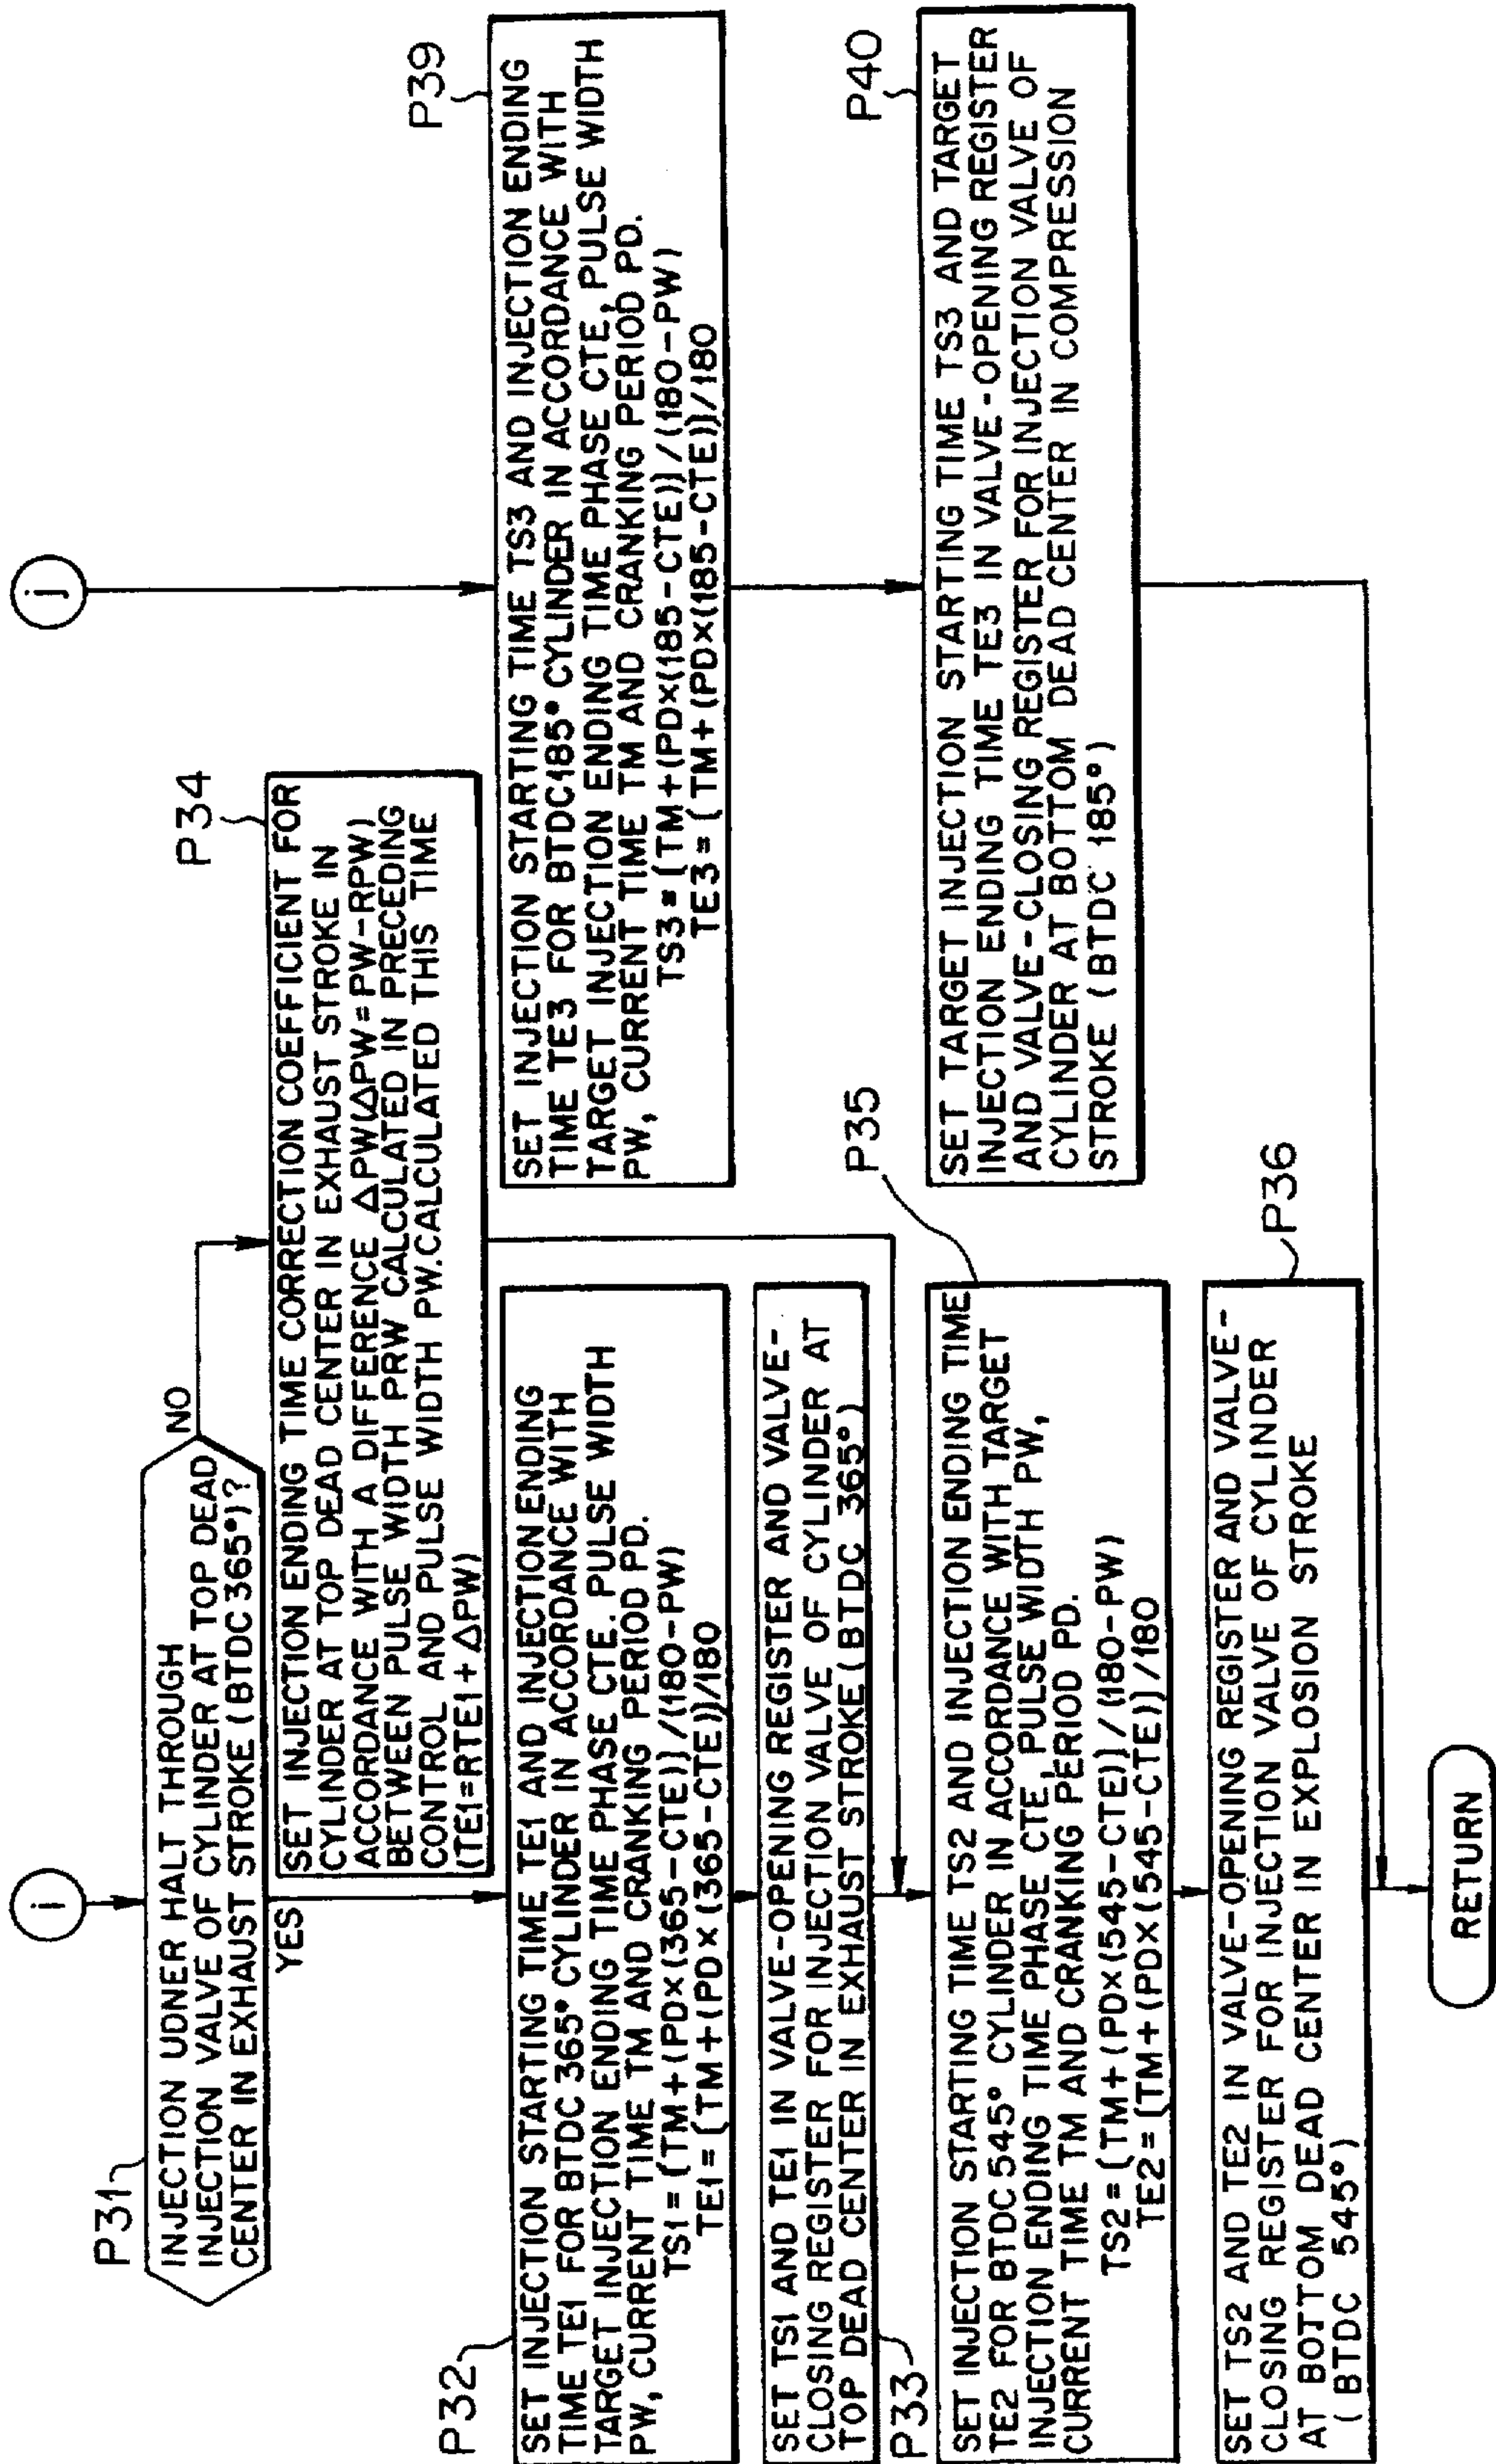 i
P31
INJECTION UDNER HALT THROUGH
INJECTION VALVE OF CYLINDER AT TOP DEAD
CENTER IN EXHAUST STROKE (BTDC 365°)?
NO
YES
P34
SET INJECTION ENDING TIME CORRECTION COEFFICIENT FOR
CYLINDER AT TOP DEAD CENTER IN EXHAUST STROKE IN
ACCORDANCE WITH A DIFFERENCE ΔPW(ΔPW=PW-RPW)
BETWEEN PULSE WIDTH PRW CALCULATED IN PRECEDING
CONTROL AND PULSE WIDTH PW.CALCULATED THIS TIME
(TE1=RTE1+ΔPW)
P32
SET INJECTION STARTING TIME TE1 AND INJECTION ENDING
TIME TE1 FOR BTDC 365° CYLINDER IN ACCORDANCE WITH
TARGET INJECTION ENDING TIME PHASE CTE. PULSE WIDTH
PW, CURRENT TIME TM AND CRANKING PERIOD PD.
TS1=(TM+(PD×(365-CTE))/(180-PW)
TE1=(TM+(PD×(365-CTE))/180
P33
SET TS1 AND TE1 IN VALVE-OPENING REGISTER AND VALVE-
CLOSING REGISTER FOR INJECTION VALVE OF CYLINDER AT
TOP DEAD CENTER IN EXHAUST STROKE (BTDC 365°)
P35
SET INJECTION STARTING TIME TS2 AND INJECTION ENDING TIME
TE2 FOR BTDC 545° CYLINDER IN ACCORDANCE WITH TARGET
INJECTION ENDING TIME PHASE CTE, PULSE WIDTH PW,
CURRENT TIME TM AND CRANKING PERIOD PD.
TS2=(TM+(PD×(545-CTE))/(180-PW)
TE2=(TM+(PD×(545-CTE))/180
P36
SET TS2 AND TE2 IN VALVE-OPENING REGISTER AND VALVE-
CLOSING REGISTER FOR INJECTION VALVE OF CYLINDER
AT BOTTOM DEAD CENTER IN EXPLOSION STROKE
(BTDC 545°)
RETURN
j
P39
SET INJECTION STARTING TIME TS3 AND INJECTION ENDING
TIME TE3 FOR BTDC185° CYLINDER IN ACCORDANCE WITH
TARGET INJECTION ENDING TIME PHASE CTE, PULSE WIDTH
PW, CURRENT TIME TM AND CRANKING PERIOD PD.
TS3=(TM+(PD×(185-CTE))/(180-PW)
TE3=(TM+(PD×(185-CTE))/180
P40
SET TARGET INJECTION STARTING TIME TS3 AND TARGET
INJECTION ENDING TIME TE3 IN VALVE-OPENING REGISTER
AND VALVE-CLOSING REGISTER FOR INJECTION VALVE OF
CYLINDER AT BOTTOM DEAD CENTER IN COMPRESSION
STROKE (BTDC 185°)